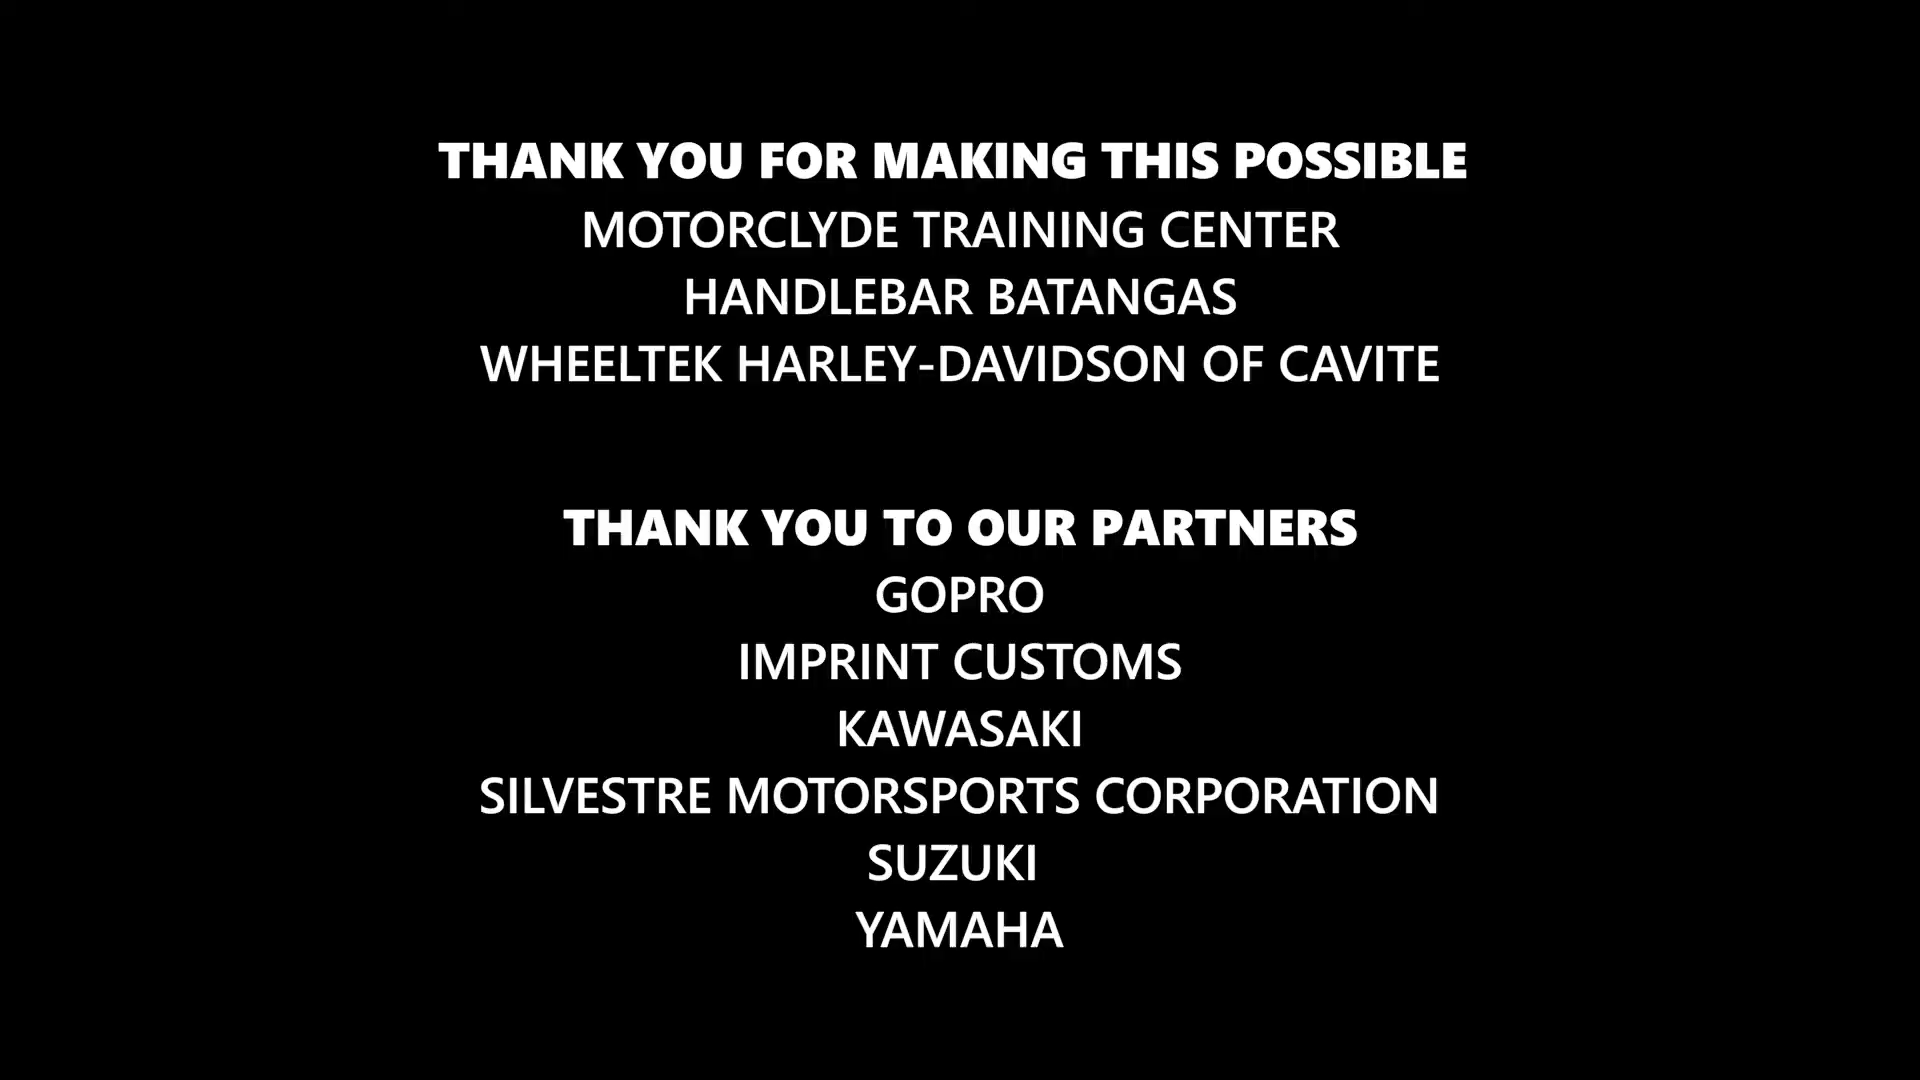 THANK YOU FOR MAKING THIS POSSIBLE
MOTORCLYDE TRAINING CENTER
HANDLEBAR BATANGAS
WHEELTEK HARLEY-DAVIDSON OF CAVITE
THANK YOU TO OUR PARTNERS
GOPRO
IMPRINT CUSTOMS
KAWASAKI
SILVESTRE MOTORSPORTS CORPORATION
SUZUKI
YAMAHA